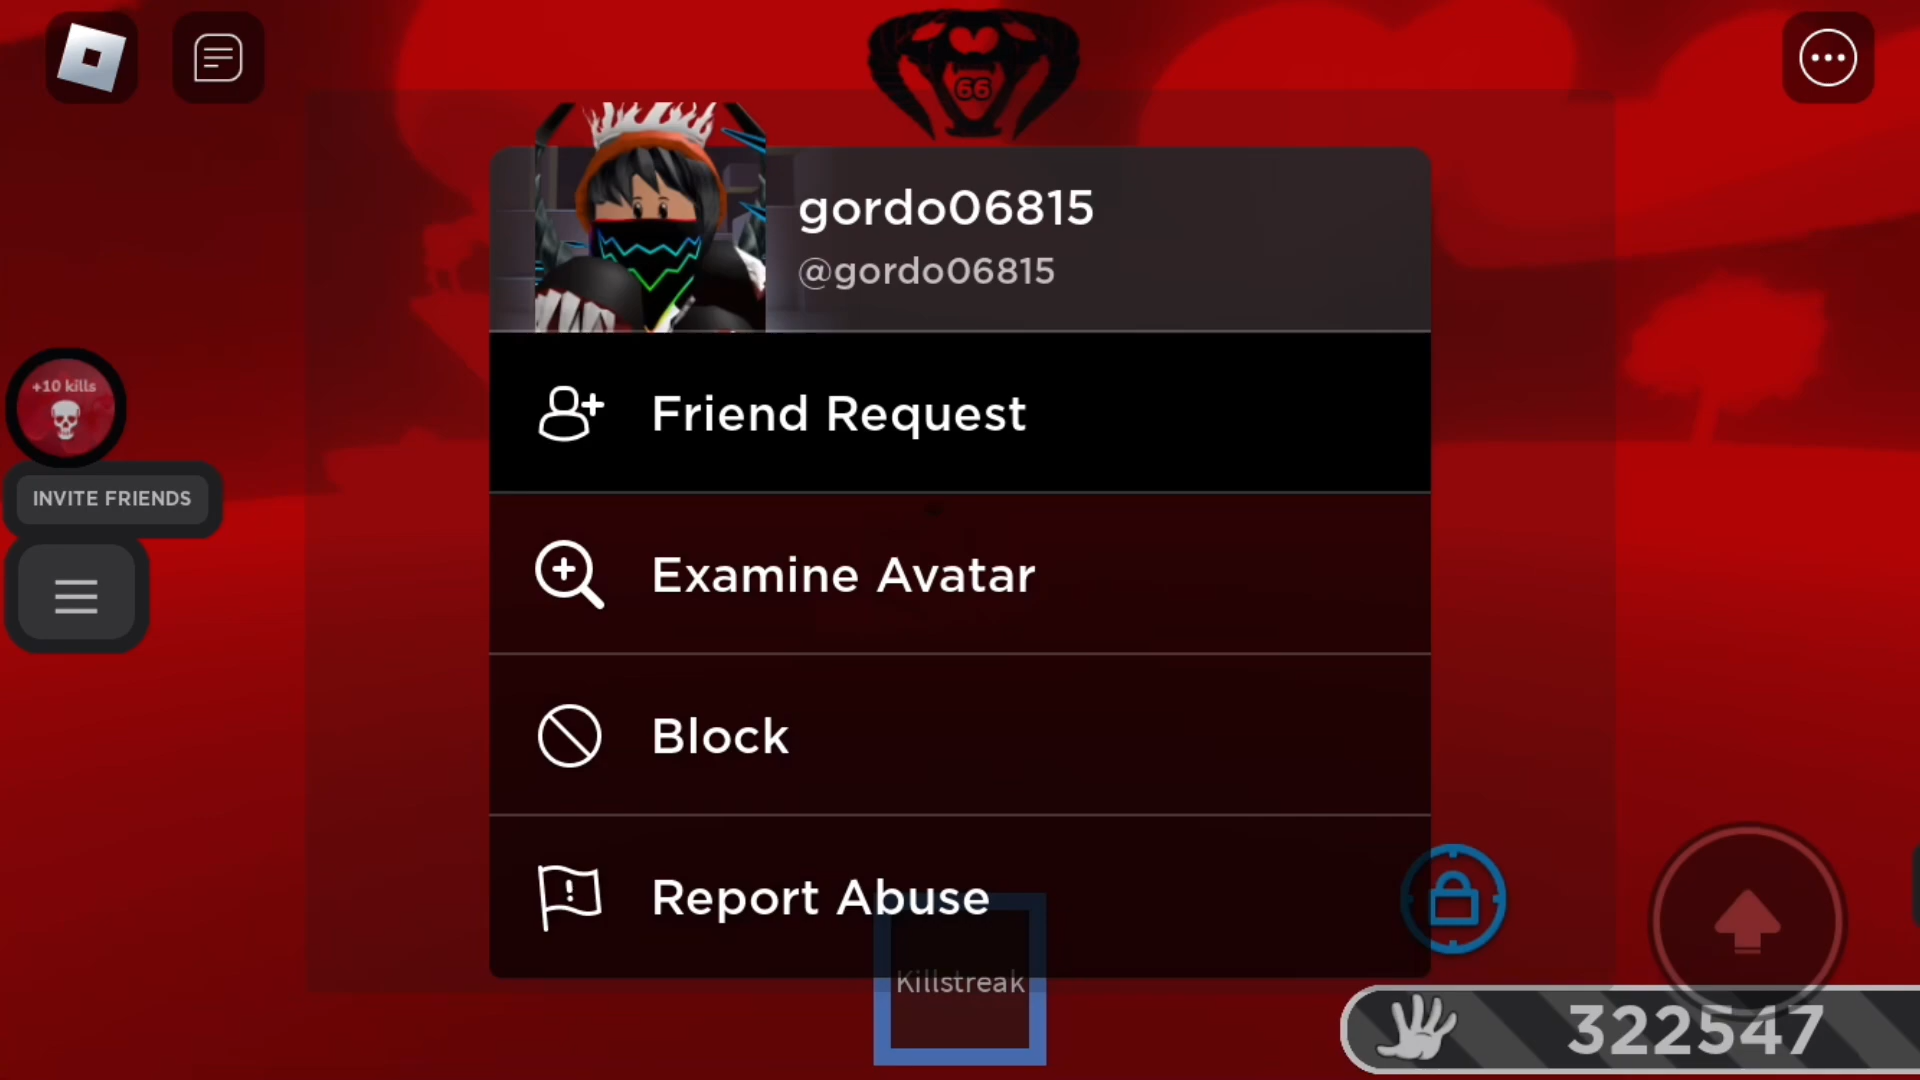 66
gordo06815
@gordo06815
+10 kills
Friend Request
INVITE FRIENDS
Examine Avatar
Block
Report Abuse
Killstreak
322547